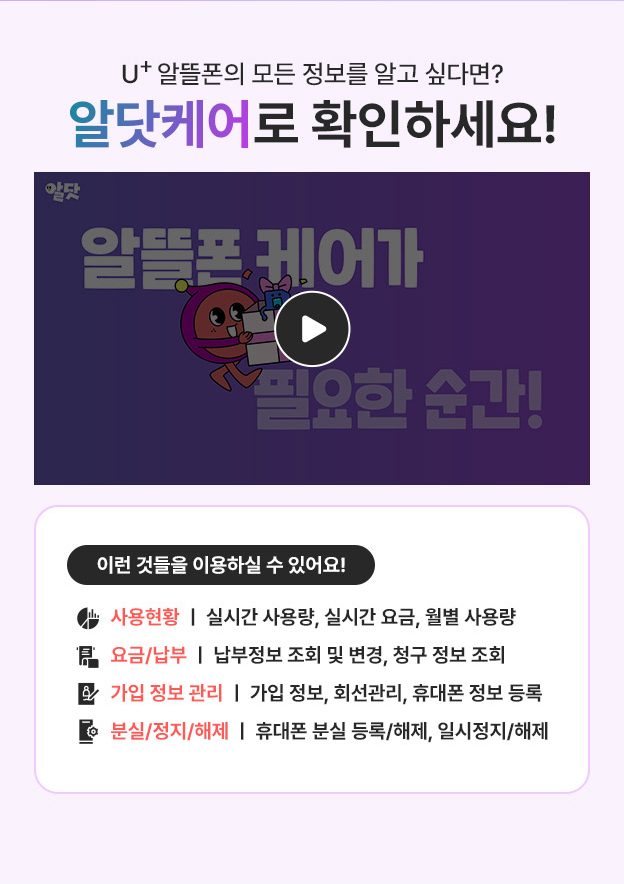 U+ 알뜰폰의 모든 정보를 알고 싶다면?
알닷케어로 확인하세요!
알닷
알뜰폰 케어가
필요한 순간!
이런 것들을 이용하실 수 있어요!
사용현황 | 실시간 사용량, 실시간 요금, 월별 사용량
요금/납부 | 납부정보 조회 및 변경, 청구 정보 조회
가입 정보 관리 | 가입 정보, 회선관리, 휴대폰 정보 등록
분실/정지/해제 | 휴대폰 분실 등록/해제, 일시정지/해제